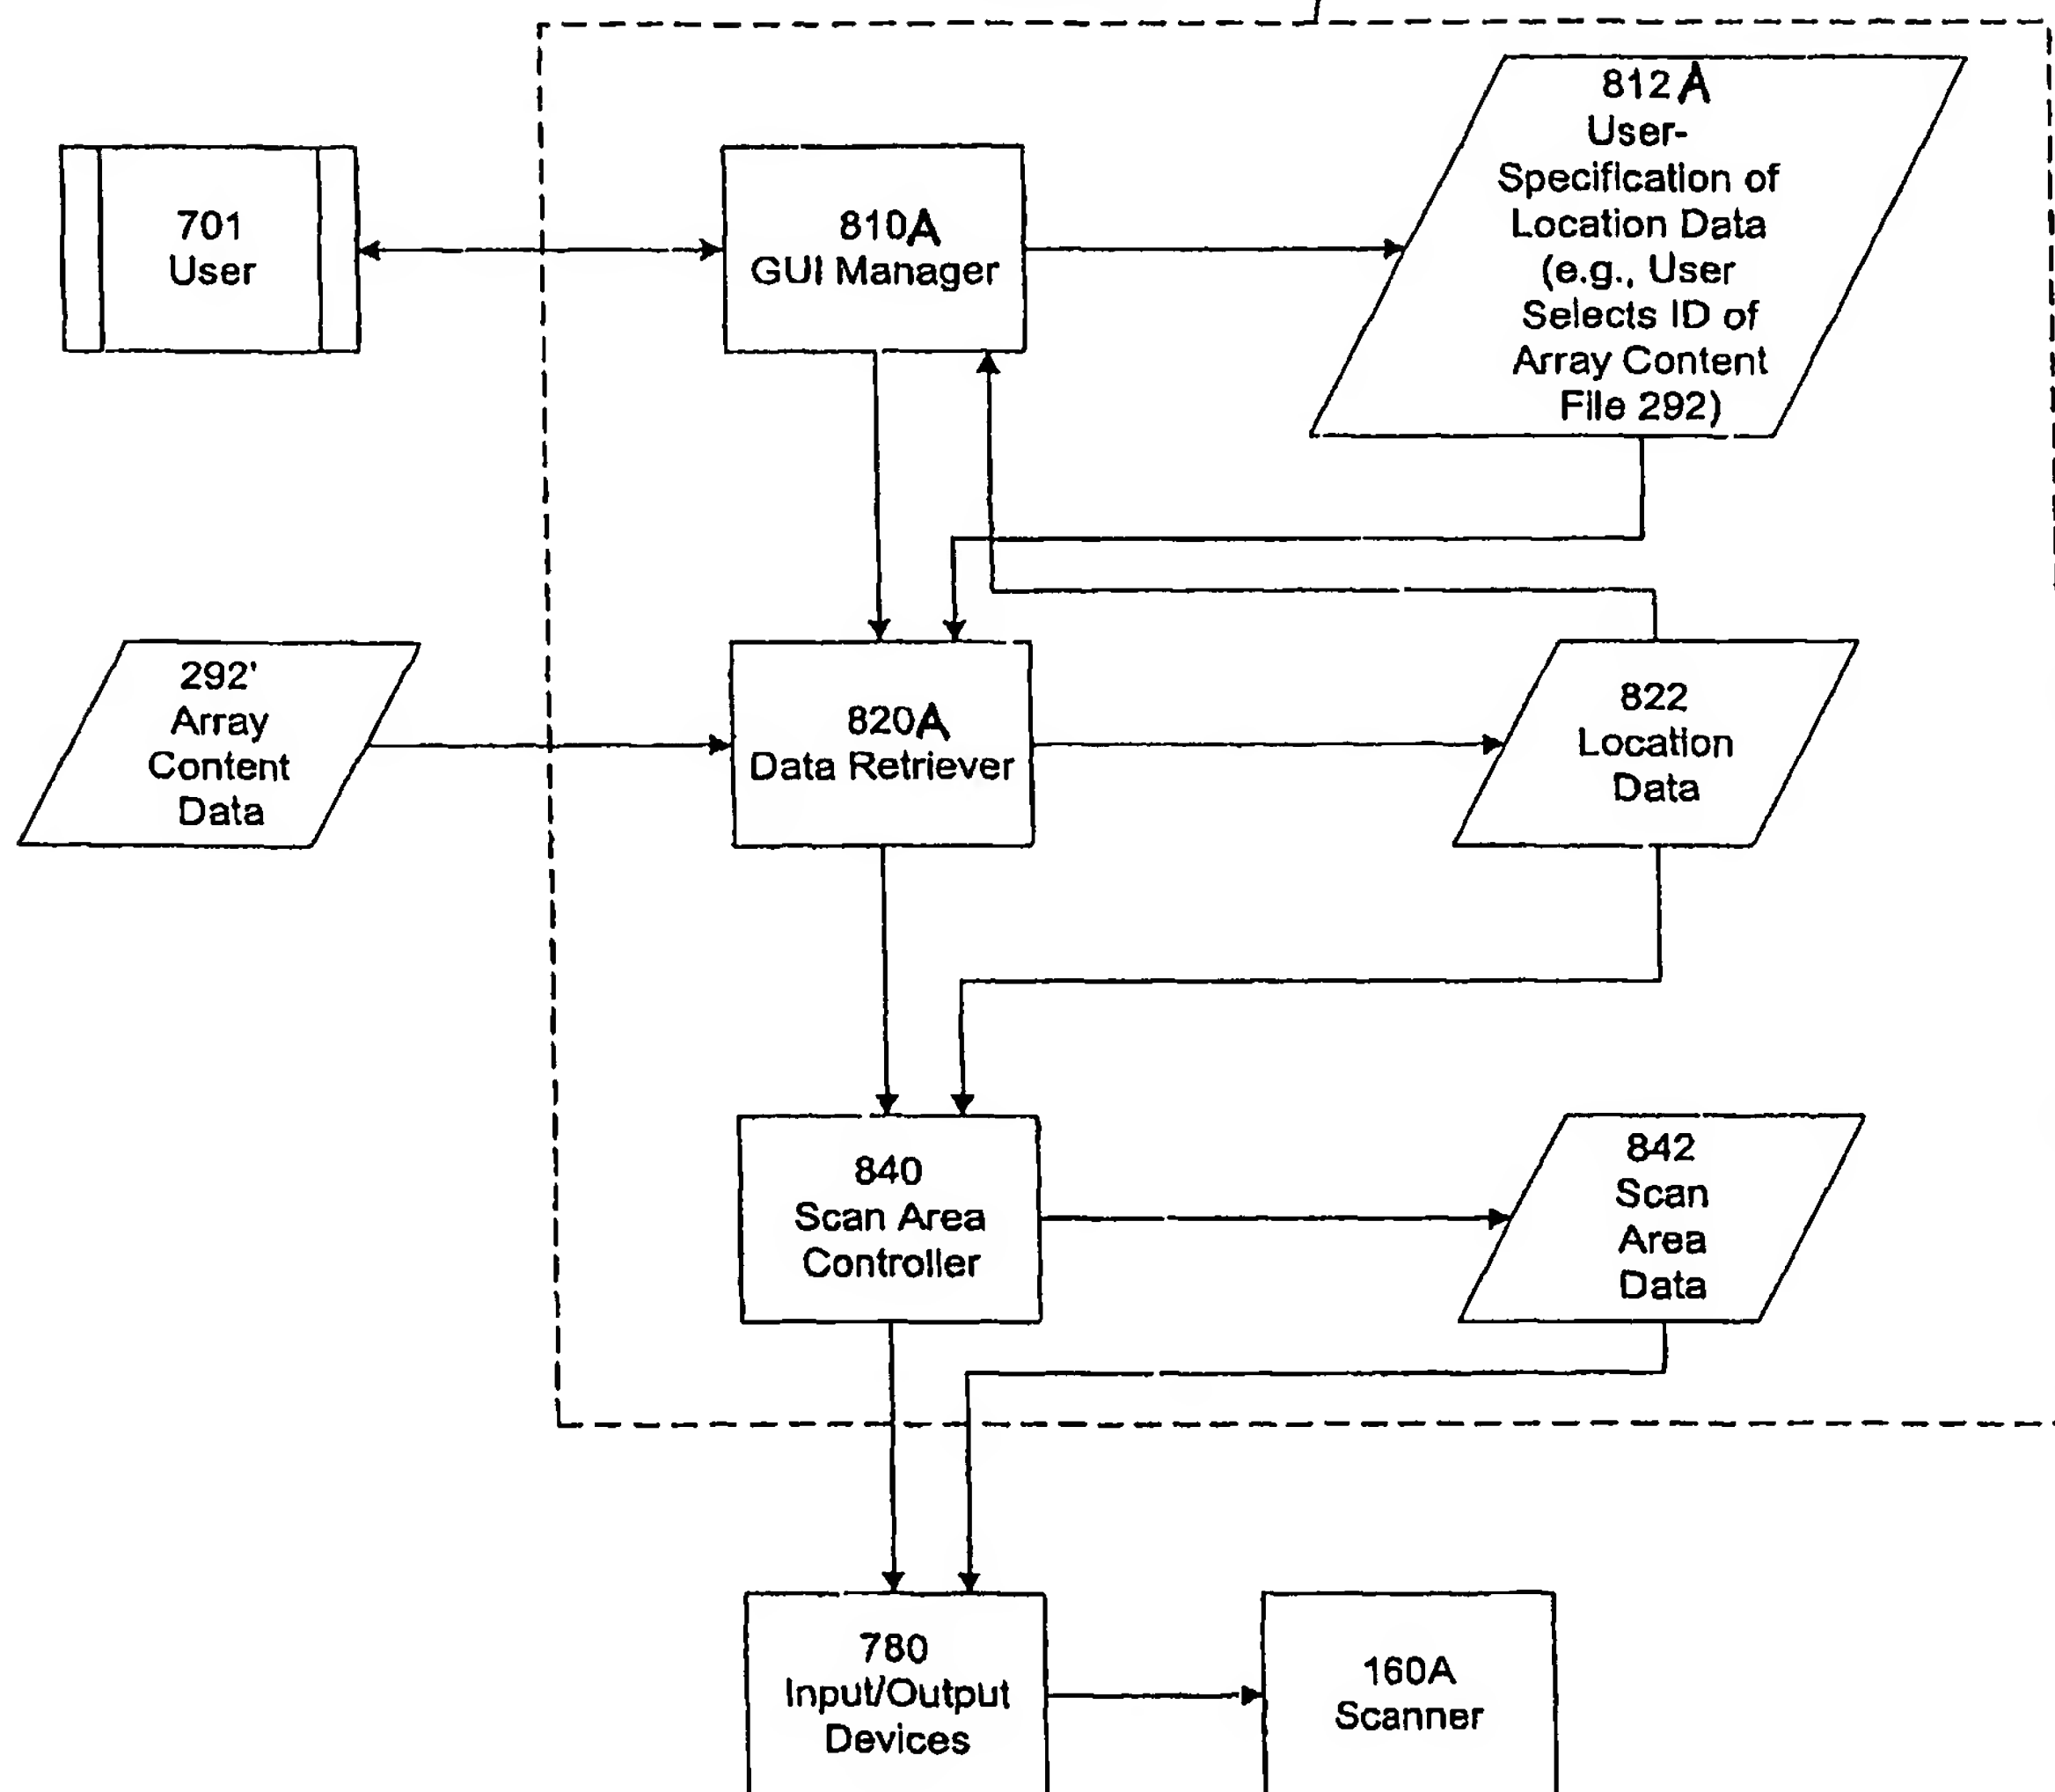 701
User
810A
GUI Manager
812A
User-
Specification of
Location Data
(e.g., User
Selects ID of
Array Content
File 292)
292'
Array
Content
Data
820A
Data Retriever
822
Location
Data
840
Scan Area
Controller
842
Scan
Area
Data
780
Input/Output
Devices
160A
Scanner